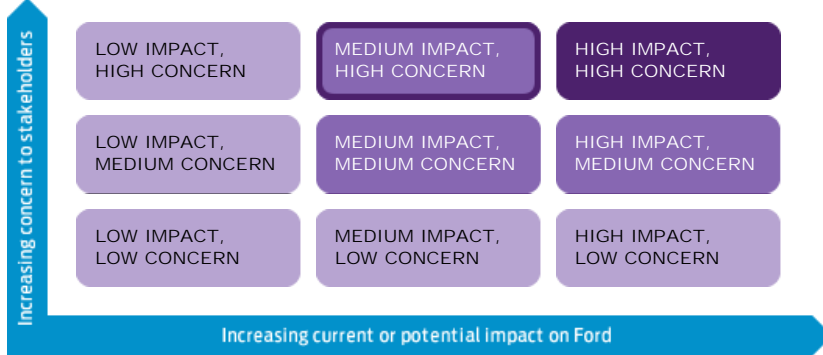 Increasing concern to stakeholders
LOW IMPACT,
HIGH CONCERN
MEDIUM IMPACT,
HIGH CONCERN
HIGH IMPACT,
HIGH CONCERN
LOW IMPACT,
MEDIUM CONCERN
MEDIUM IMPACT,
MEDIUM CONCERN
HIGH IMPACT,
MEDIUM CONCERN
LOW IMPACT,
LOW CONCERN
MEDIUM IMPACT,
LOW CONCERN
HIGH IMPACT,
LOW CONCERN
Increasing current or potential impact on Ford